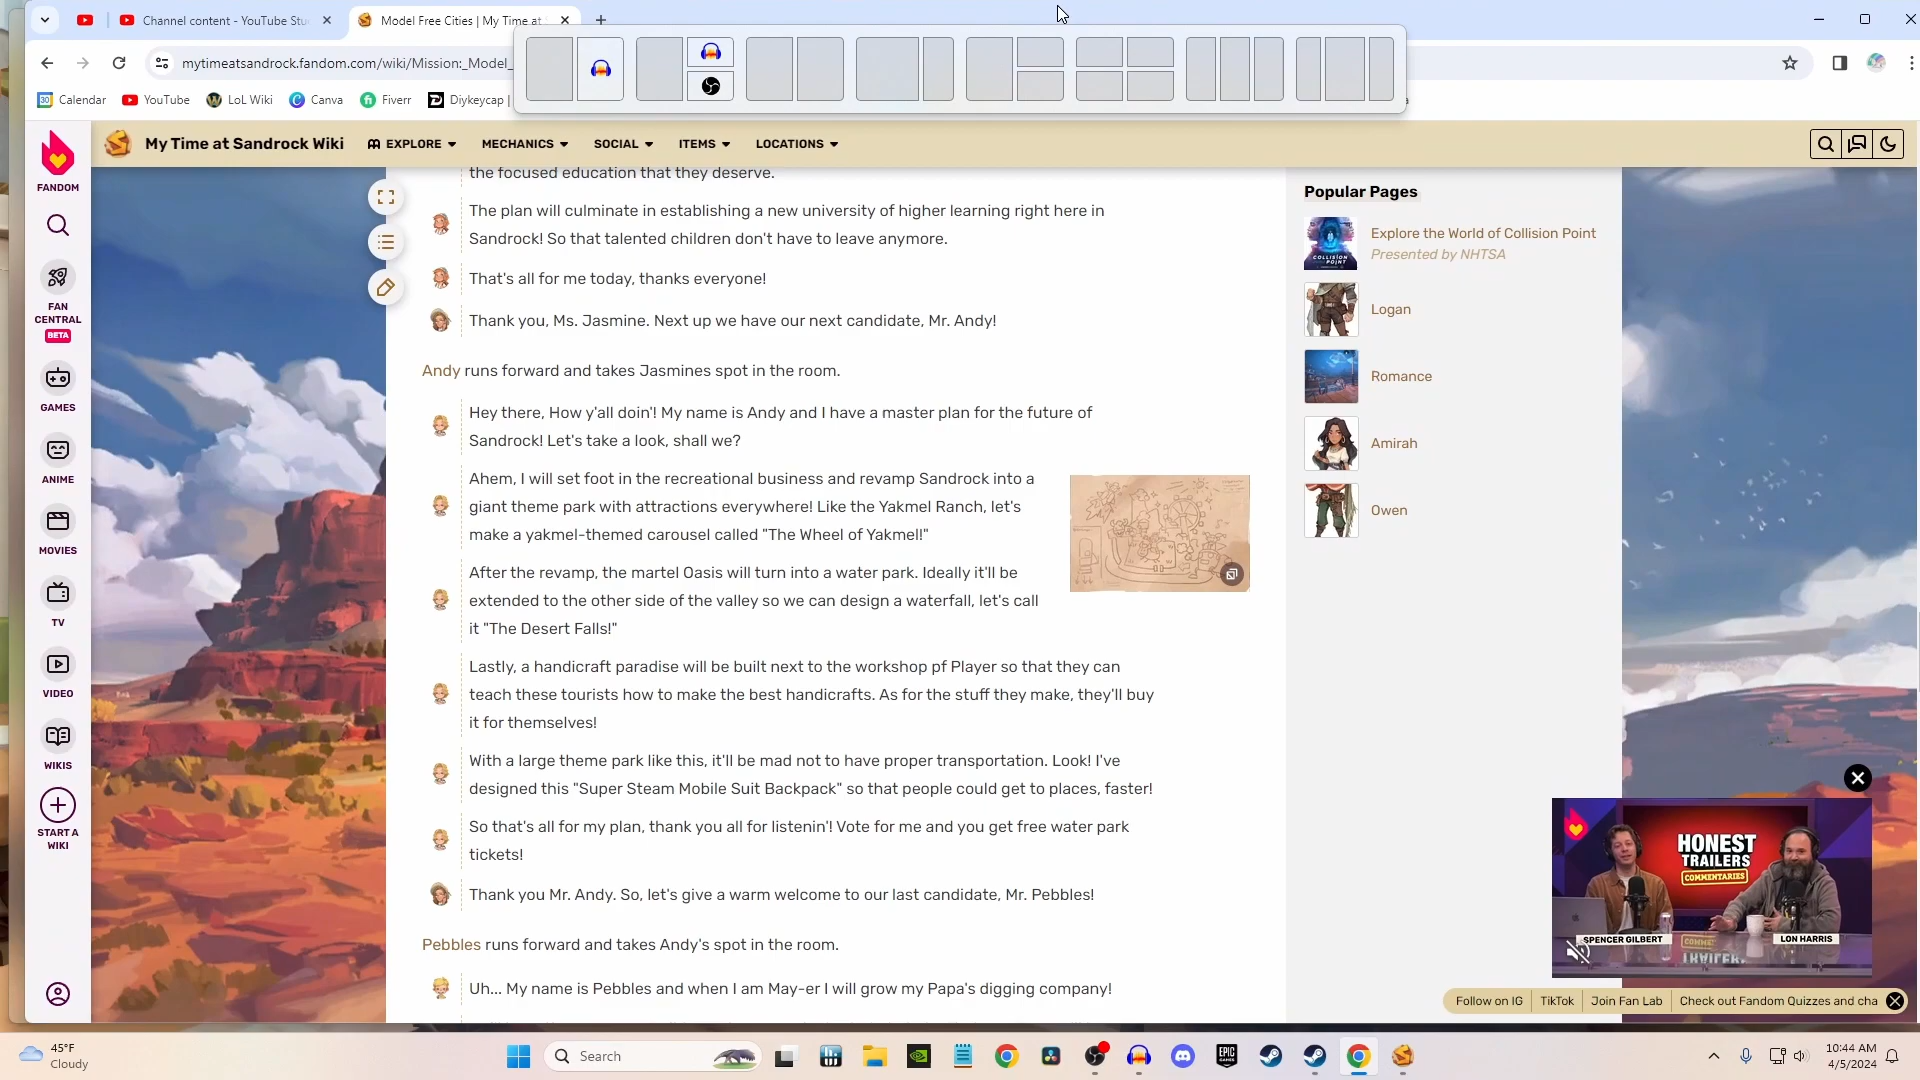 Channel content - YouTube Stu
Model Free Cities | My Time at
mytimeatsandrock.fandom.com/wiki/Mission:_Model_
Calendar
YouTube
LoL Wiki
Canva
Fiverr
Diykeycap |
My Time at Sandrock Wiki
EXPLORE
MECHANICS
SOCIAL
ITEMS
LOCATIONS
FANDOM
FAN CENTRAL
BETA
GAMES
ANIME
MOVIES
TV
VIDEO
WIKIS
START A WIKI
the focused education that they deserve.
The plan will culminate in establishing a new university of higher learning right here in
Sandrock! So that talented children don't have to leave anymore.
That's all for me today, thanks everyone!
Thank you, Ms. Jasmine. Next up we have our next candidate, Mr. Andy!
Andy runs forward and takes Jasmines spot in the room.
Hey there, How y'all doin'! My name is Andy and I have a master plan for the future of
Sandrock! Let's take a look, shall we?
Ahem, I will set foot in the recreational business and revamp Sandrock into a
giant theme park with attractions everywhere! Like the Yakmel Ranch, let's
make a yakmel-themed carousel called "The Wheel of Yakmel!"
After the revamp, the martel Oasis will turn into a water park. Ideally it'll be
extended to the other side of the valley so we can design a waterfall, let's call
it "The Desert Falls!"
Lastly, a handicraft paradise will be built next to the workshop pf Player so that they can
teach these tourists how to make the best handicrafts. As for the stuff they make, they'll buy
it for themselves!
With a large theme park like this, it'll be mad not to have proper transportation. Look! I've
designed this "Super Steam Mobile Suit Backpack" so that people could get to places, faster!
So that's all for my plan, thank you all for listenin'! Vote for me and you get free water park
tickets!
Thank you Mr. Andy. So, let's give a warm welcome to our last candidate, Mr. Pebbles!
Pebbles runs forward and takes Andy's spot in the room.
Uh... My name is Pebbles and when I am May-er I will grow my Papa's digging company!
Popular Pages
COLLISION
POINT
Explore the World of Collision Point
Presented by NHTSA
Logan
Romance
Amirah
Owen
HONEST
TRAILERS
COMMENTARIES
SPENCER GILBERT
LON HARRIS
Follow on IG
TikTok
Join Fan Lab
Check out Fandom Quizzes and cha
45°F
Cloudy
Search
EPIC
GAMES
10:44 AM
4/5/2024